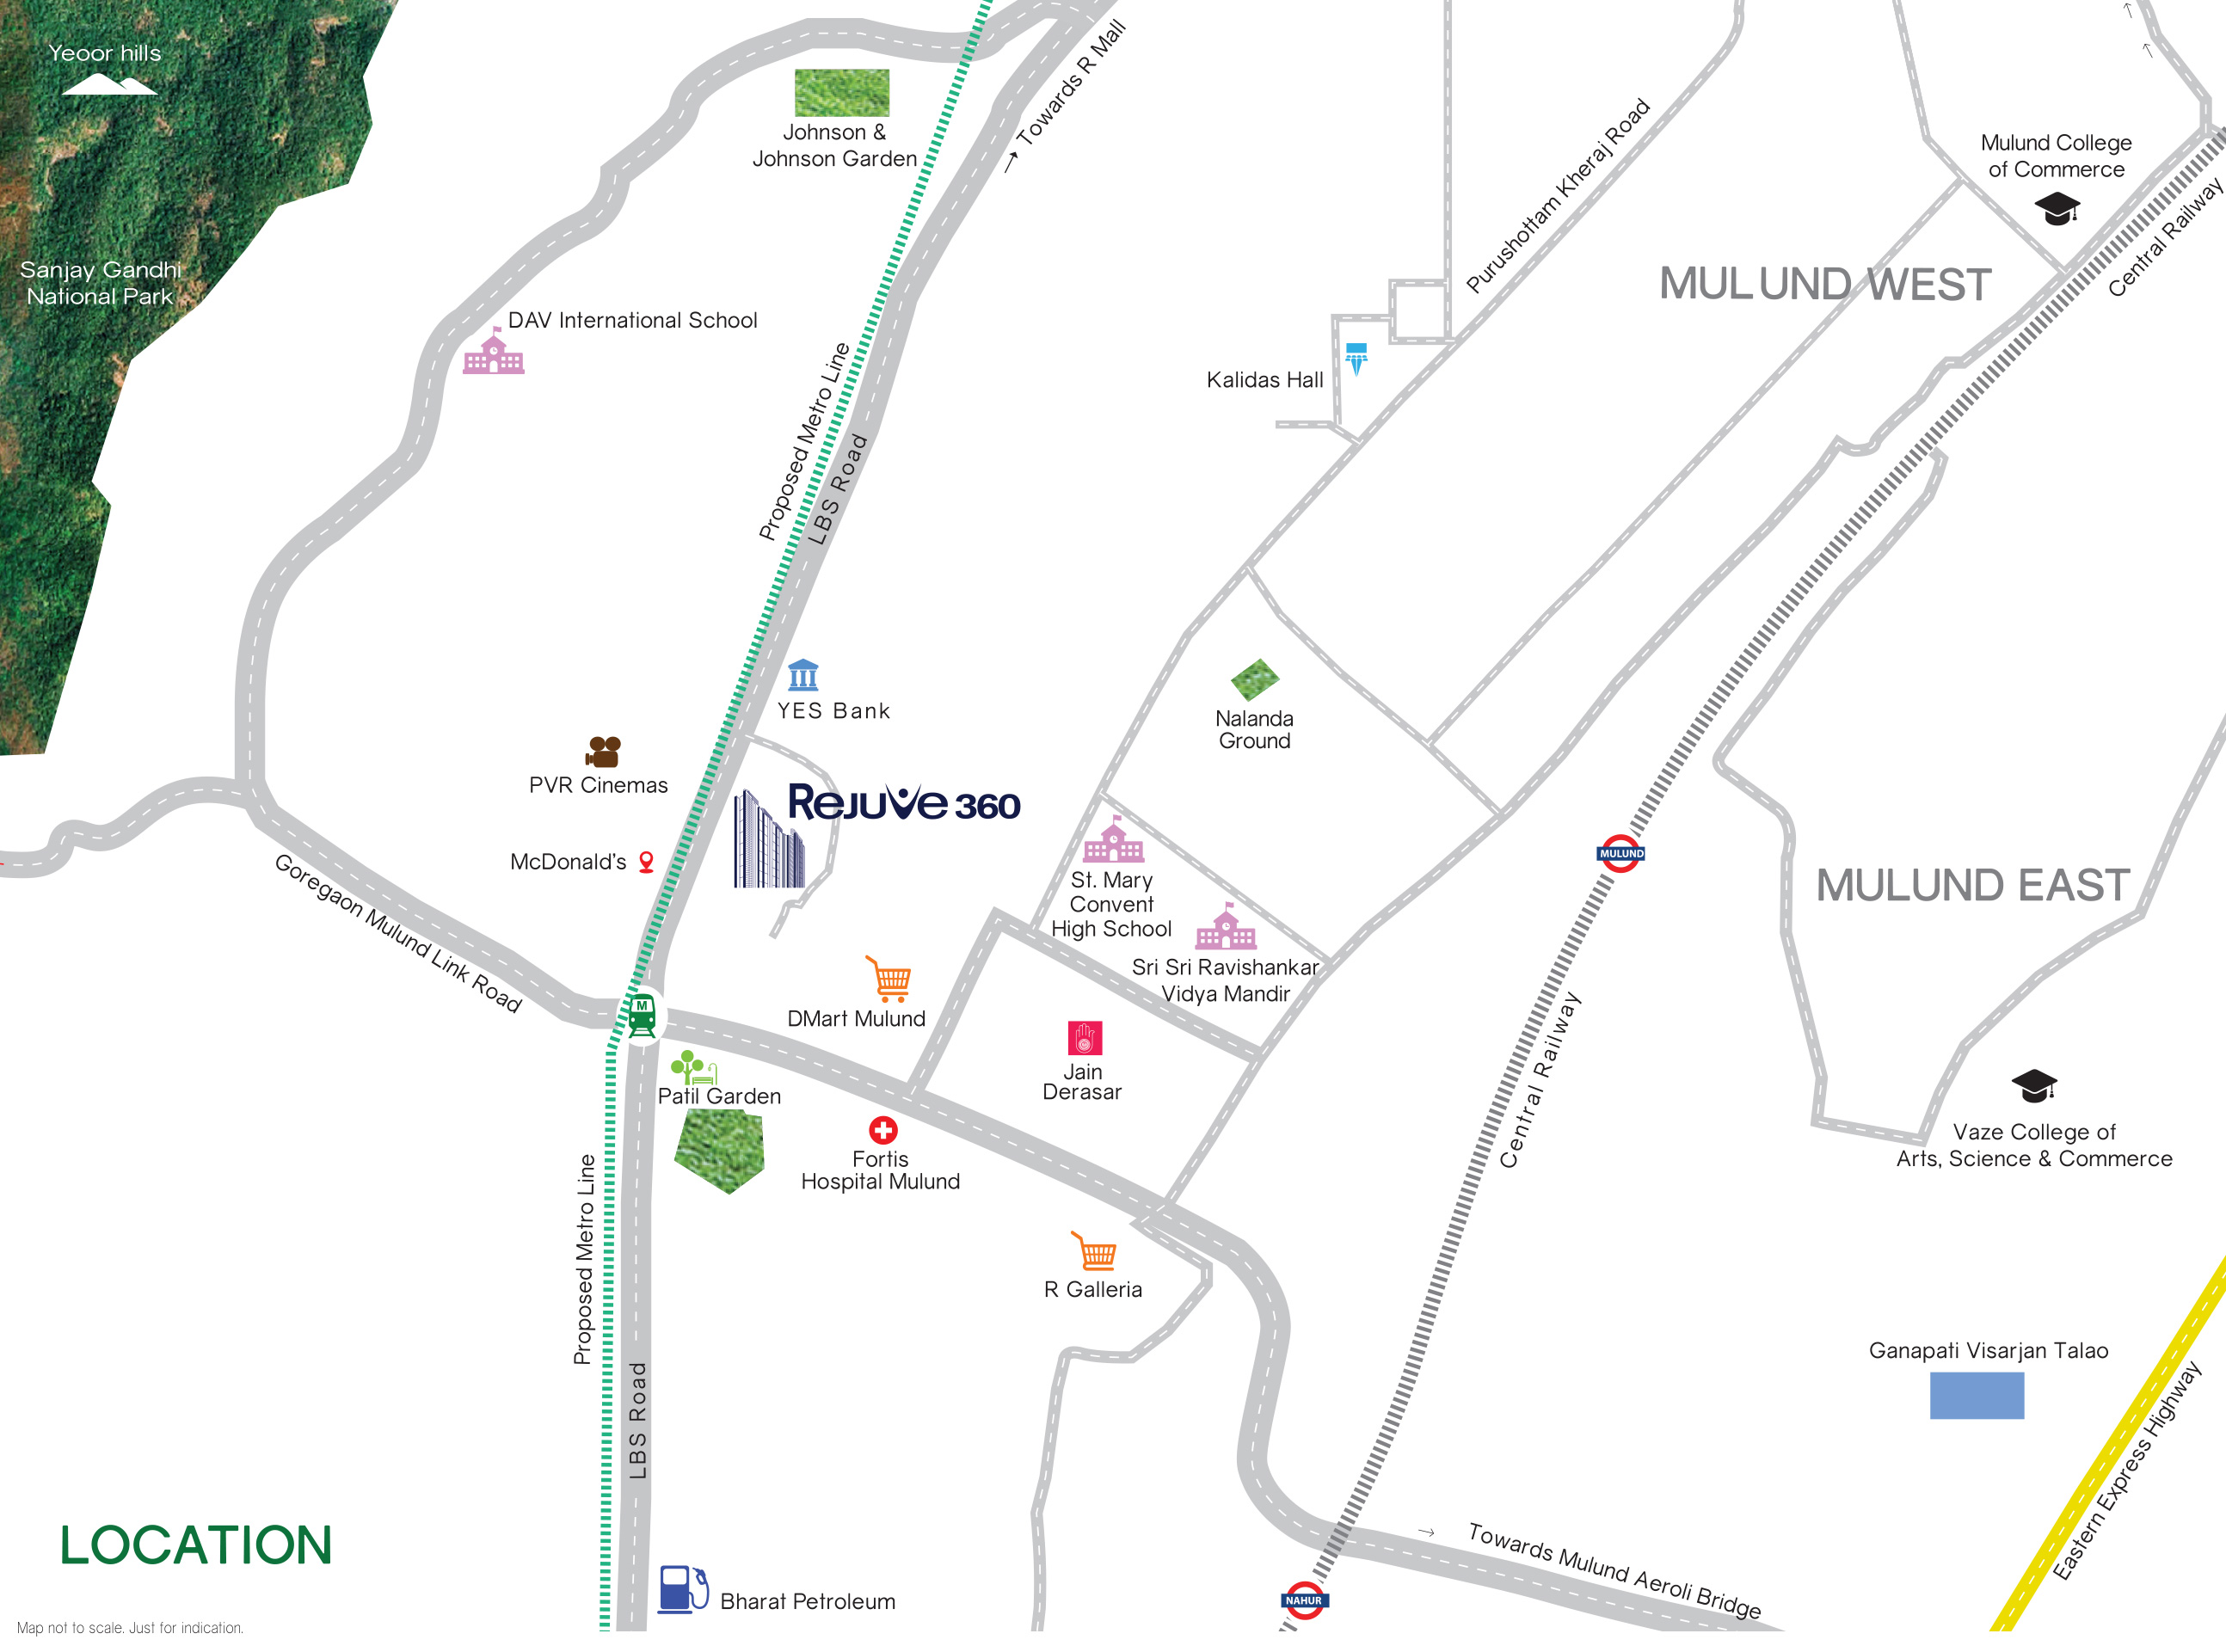 Yeoor hills
Sanjay Gandhi
National Park
Johnson &
Johnson Garden
Towards R Mall
DAV International School
Proposed Metro Line
LBS Road
Kalidas Hall
Purushottam Kheraj Road
MULUND WEST
Mulund College
of Commerce
Central Railway
YES Bank
PVR Cinemas
McDonald's
REJUVE 360
Goregaon Mulund Link Road
Nalanda
Ground
St. Mary
Convent
High School
Sri Sri Ravishankar
Vidya Mandir
MULUND
MULUND EAST
M
DMart Mulund
Jain
Derasar
Central Railway
Patil Garden
Fortis
Hospital Mulund
Vaze College of
Arts, Science & Commerce
Proposed Metro Line
LBS Road
R Galleria
Ganapati Visarjan Talao
Eastern Express Highway
Towards Mulund Aeroli Bridge
NAHUR
Bharat Petroleum
LOCATION
Map not to scale. Just for indication.